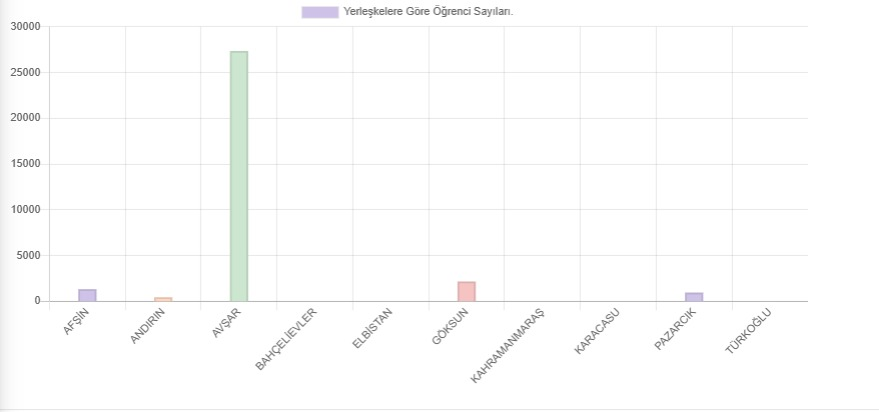 Yerleşkelere Göre Öğrenci Sayıları.
30000
25000
20000
15000
10000
5000
0
AFŞİN
ANDIRIN
AVŞAR
BAHÇELİEVLER
ELBİSTAN
GÖKSUN
KAHRAMANMARAŞ
KARACASU
PAZARCIK
TÜRKOĞLU